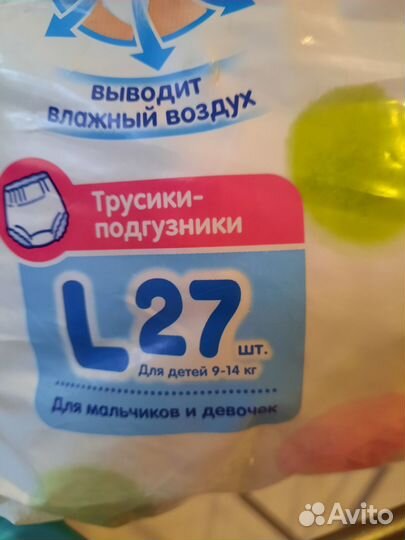 выводит
влажный воздух
Трусики-
подгузники
L 27 шт.
Для детей 9-14 кг
Для мальчиков и девочек
Avito